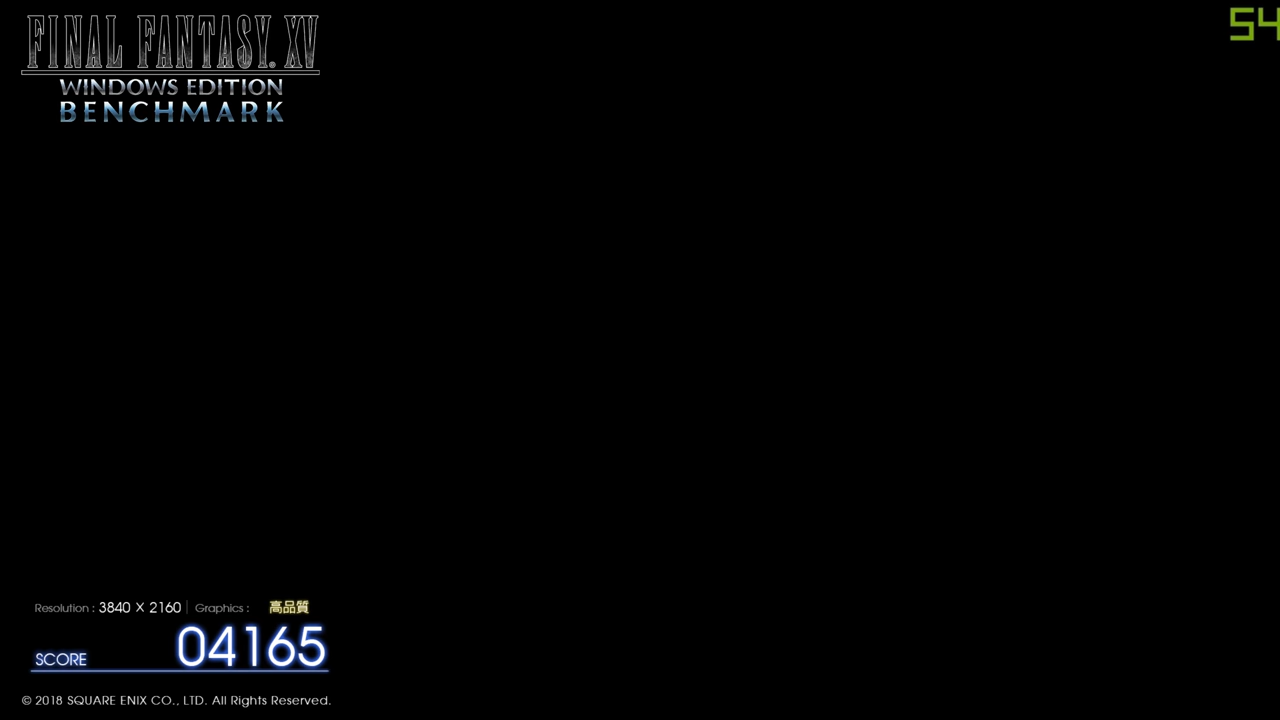 FINAL FANTASY. XV
54
WINDOWS EDITION
BENCHMARK
Resolution : 3840 X 2160 Graphics : 高品質
SCORE 04165
© 2018 SQUARE ENIX CO., LTD. All Rights Reserved.